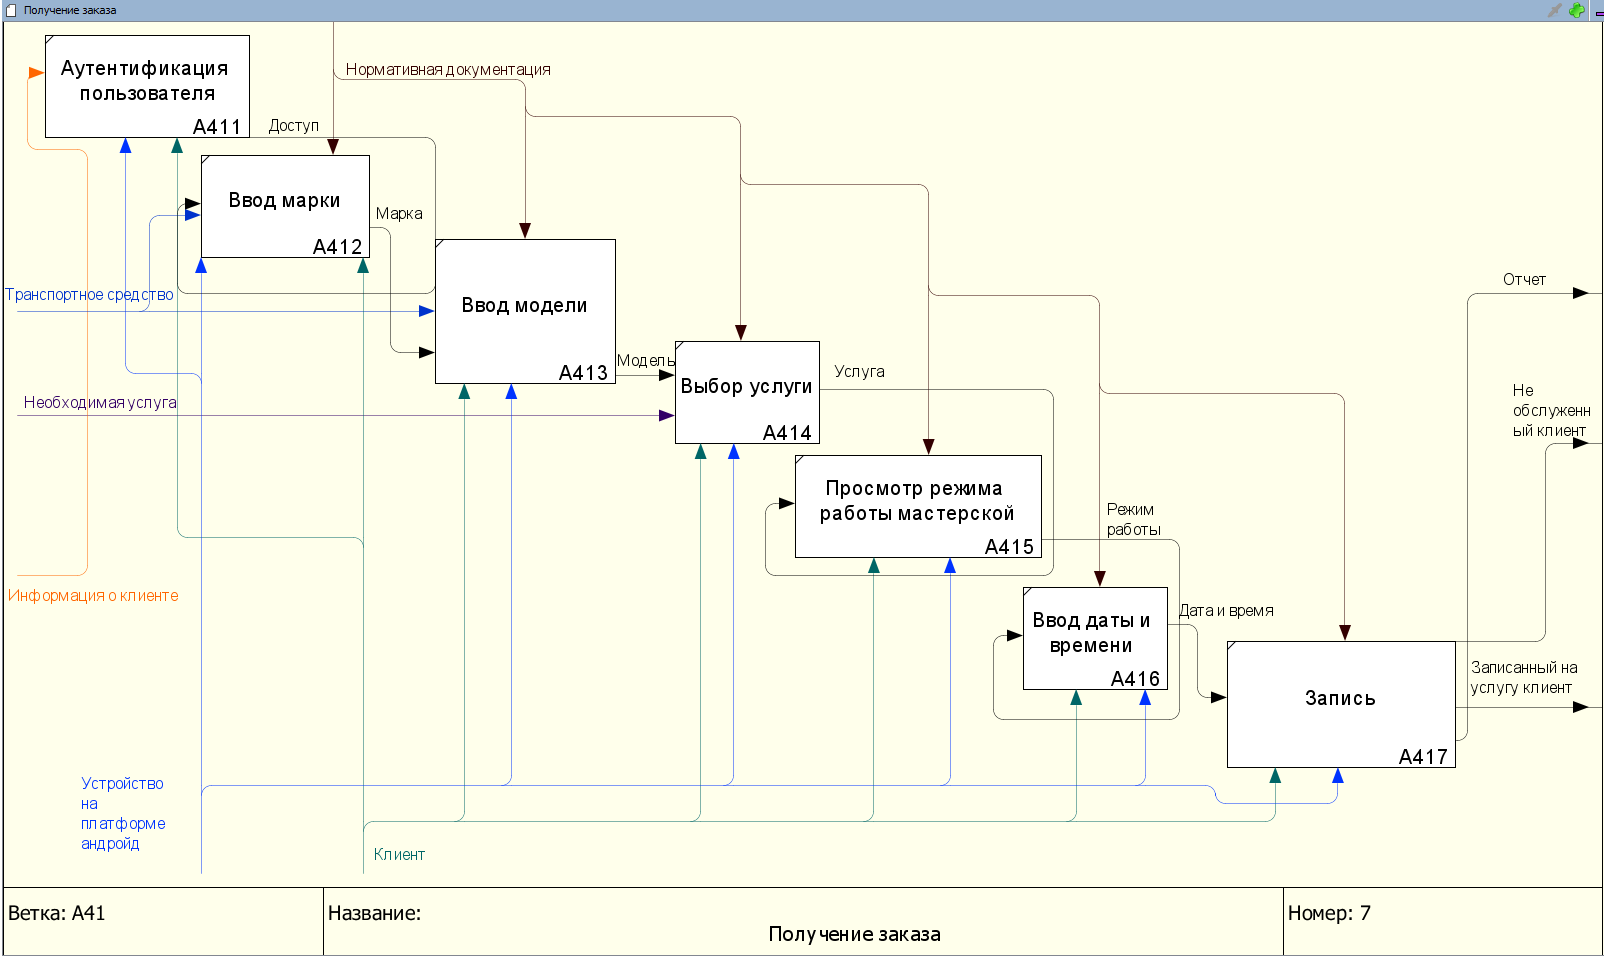 Получение заказа
Аутентификация
пользователя
A411
Нормативная документация
Доступ
Ввод марки
A412
Марка
Ввод модели
A413
Транспортное средство
Отчет
Модель
Выбор услуги
A414
Услуга
Необходимая услуга
Не
обслуженн
ый клиент
Просмотр режима
работы мастерской
A415
Режим
работы
Информация о клиенте
Ввод даты и
времени
A416
Дата и время
Запись
A417
Записанный на
услугу клиент
Устройство
на
платформе
андройд
Клиент
Ветка: A41
Название:
Получение заказа
Номер: 7